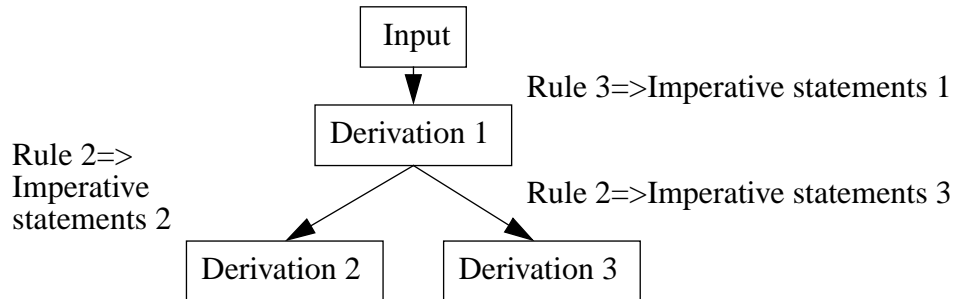 Input
Rule 3=>Imperative statements 1
Derivation 1
Rule 2=>
Imperative
statements 2
Rule 2=>Imperative statements 3
Derivation 2
Derivation 3